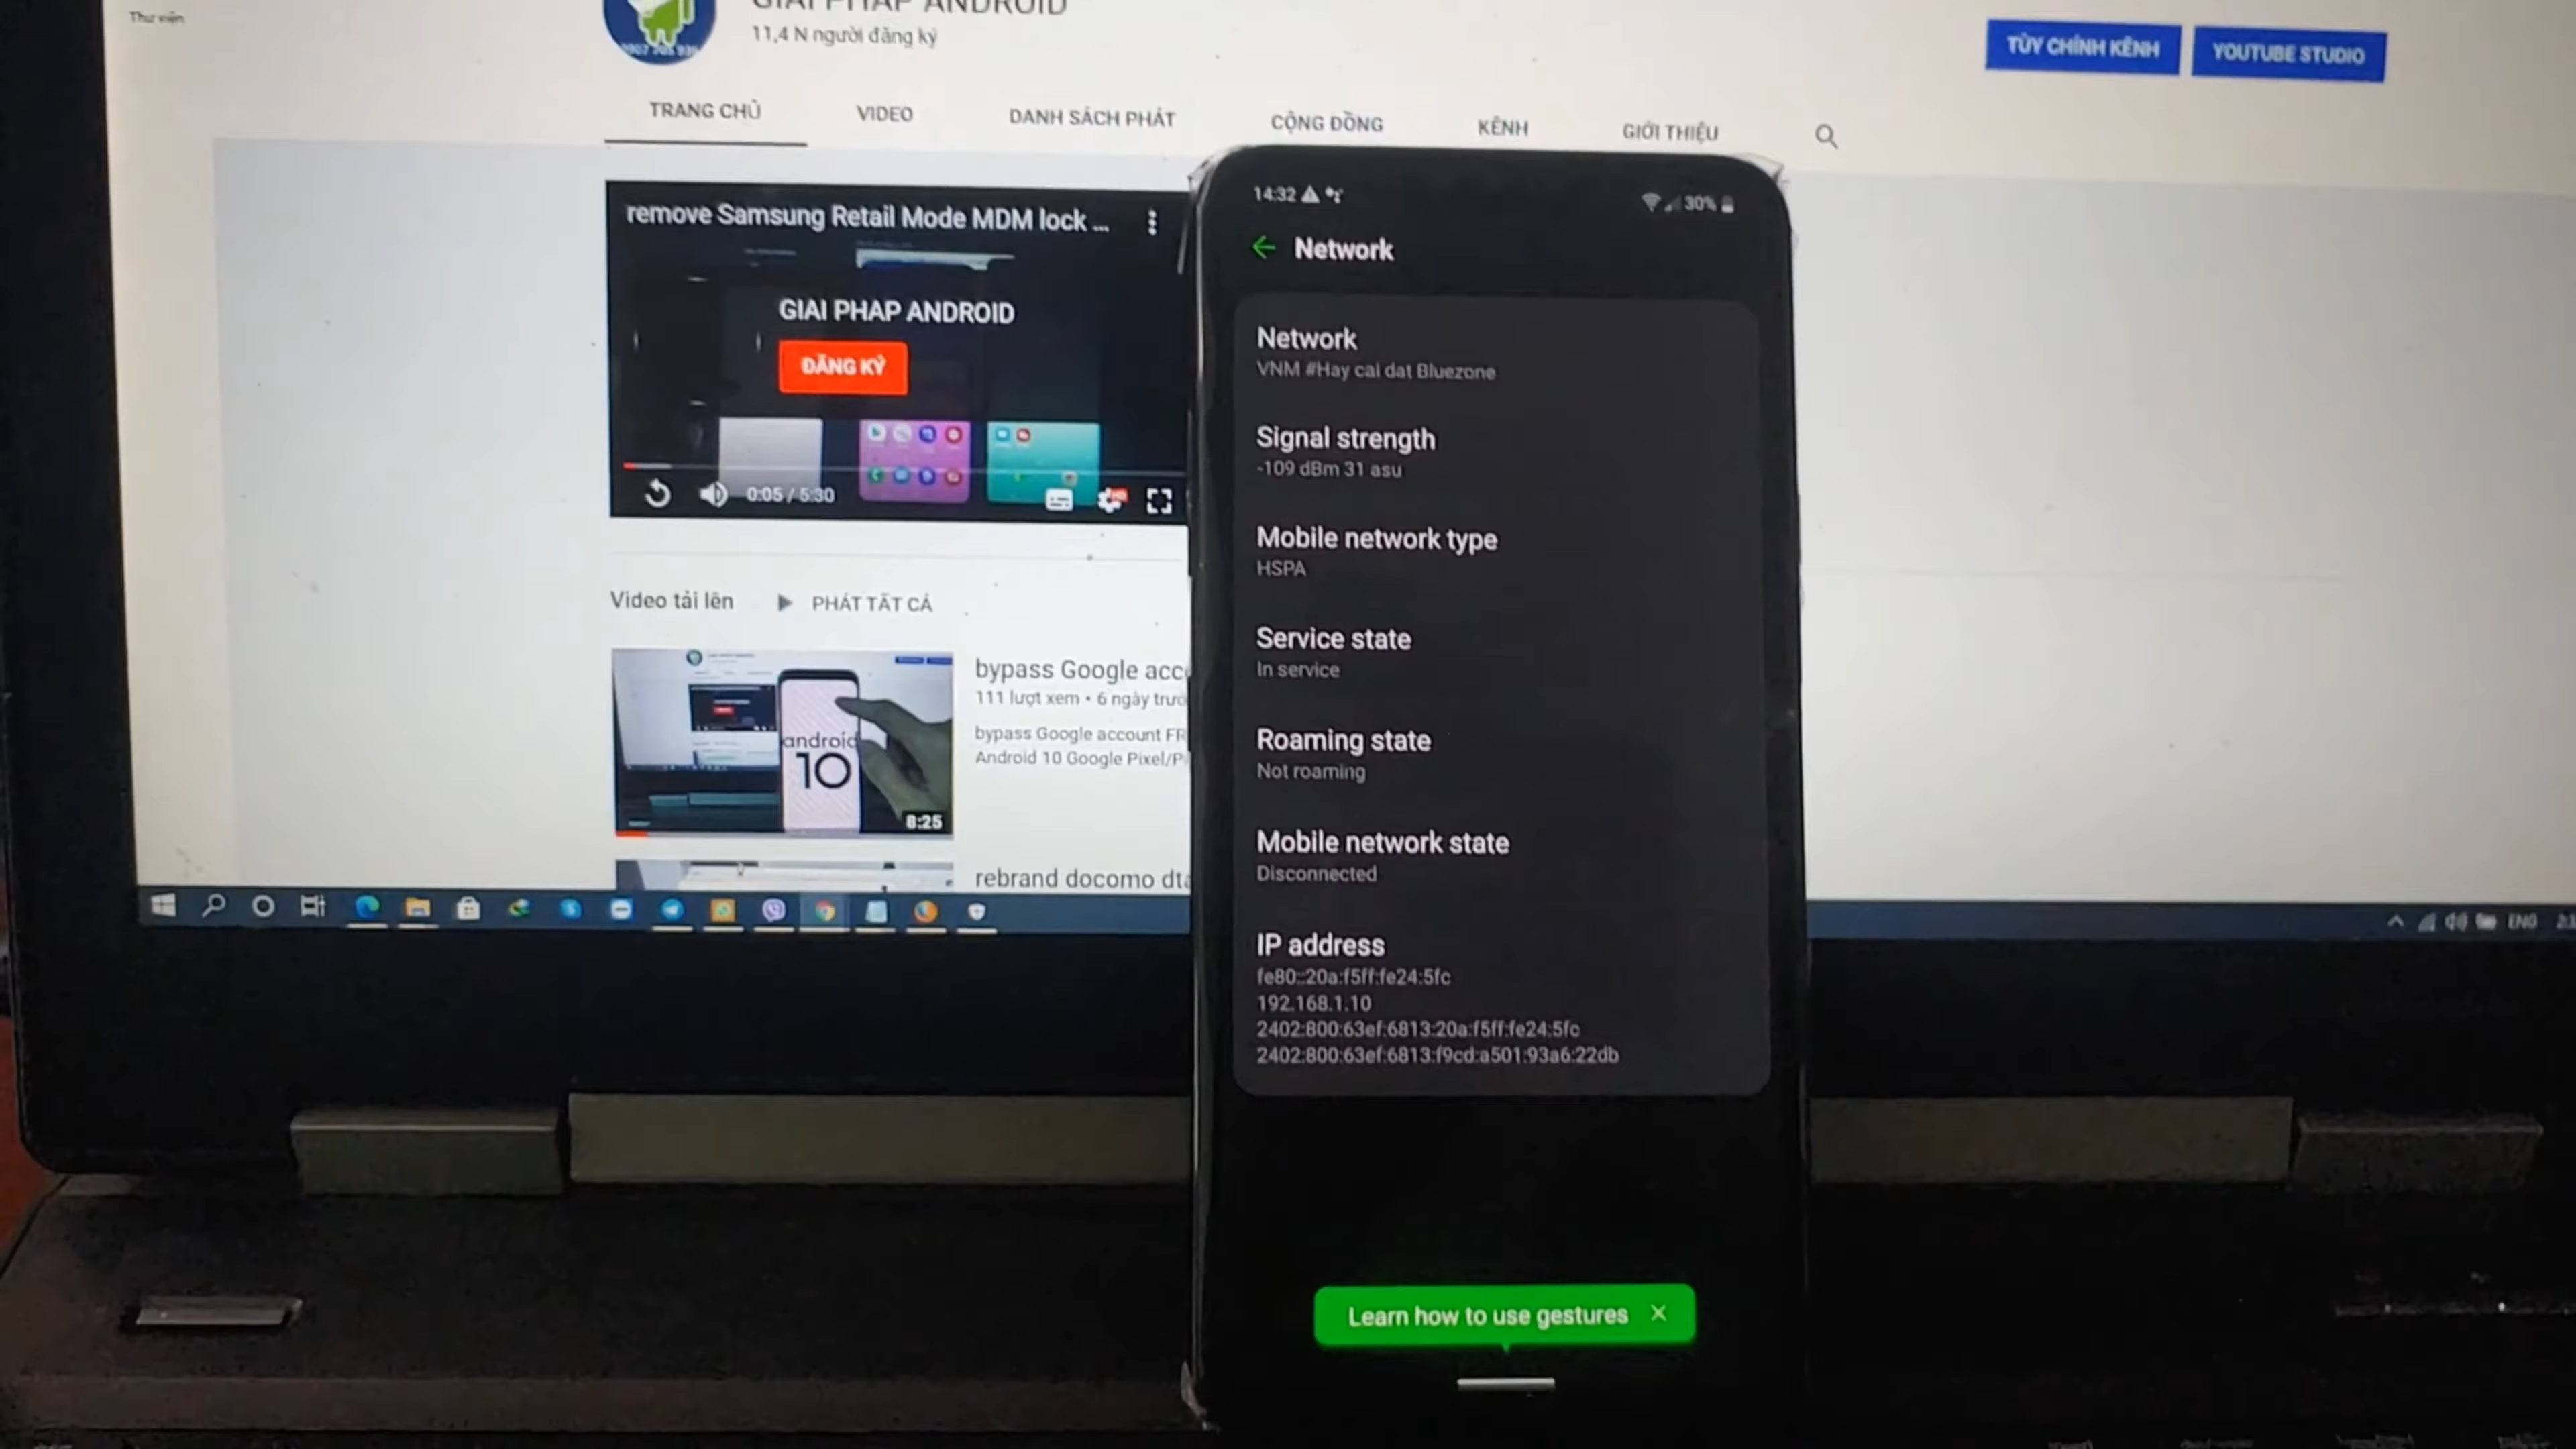 Thư viện
GIAI PHAP ANDROID
11,4 N người đăng ký
TÙY CHỈNH KÊNH
YOUTUBE STUDIO
TRANG CHỦ
VIDEO
DANH SÁCH PHÁT
CỘNG ĐỒNG
KÊNH
GIỚI THIỆU
remove Samsung Retail Mode MDM lock ...
GIAI PHAP ANDROID
ĐĂNG KÝ
0:05 / 5:30
Video tải lên
PHÁT TẤT CẢ
android
10
8:25
bypass Google acc
111 lượt xem • 6 ngày trướ
bypass Google account FR
Android 10 Google Pixel/P
rebrand docomo dt
ENG
14:32
30%
Network
Network
VNM #Hay cai dat Bluezone
Signal strength
-109 dBm 31 asu
Mobile network type
HSPA
Service state
In service
Roaming state
Not roaming
Mobile network state
Disconnected
IP address
fe80::20a:f5ff:fe24:5fc
192.168.1.10
2402:800:63ef:6813:20a:f5ff:fe24:5fc
2402:800:63ef:6813:f9cd:a501:93a6:22db
Learn how to use gestures